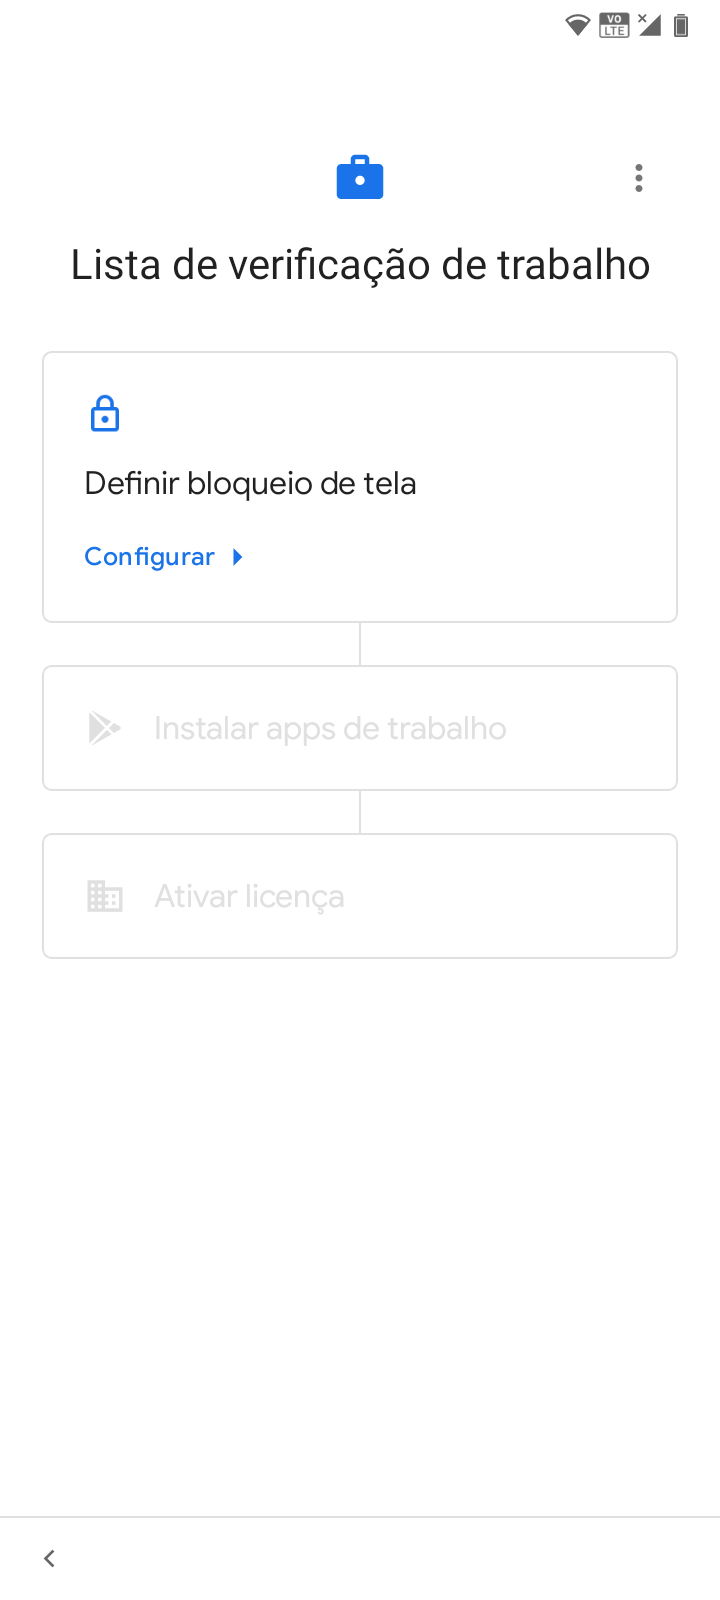 VO
LTE
Lista de verificação de trabalho
Definir bloqueio de tela
Configurar
Instalar apps de trabalho
Ativar licença